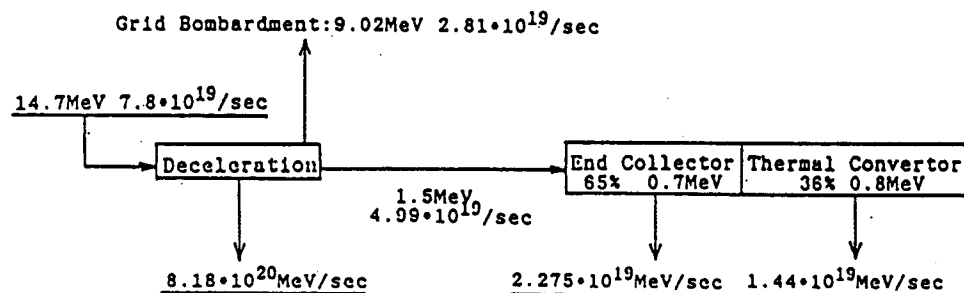 Grid Bombardment:9.02MeV 2.81•10^19/sec
14.7MeV 7.8•10^19/sec
Deceleration
End Collector
65% 0.7MeV
Thermal Convertor
36% 0.8MeV
1.5MeV
4.99•10^19/sec
8.18•10^20MeV/sec
2.275•10^19MeV/sec
1.44•10^19MeV/sec